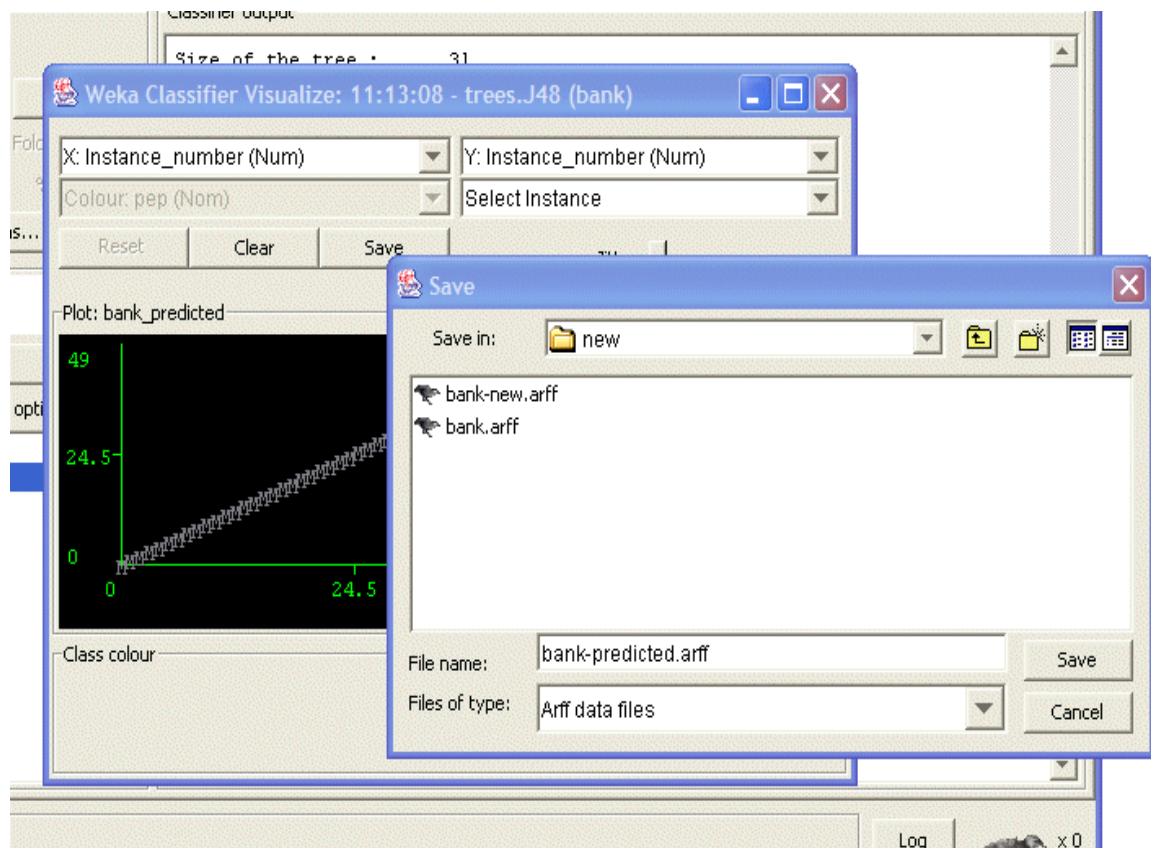 Classifier output
Size of the tree : 31
Weka Classifier Visualize: 11:13:08 - trees.J48 (bank)
X: Instance_number (Num)
Y: Instance_number (Num)
Colour: pep (Nom)
Select Instance
s...
Reset
Clear
Save
Plot: bank_predicted
49
24.5
0
0
24.5
Class colour
opti
Save
Save in:
new
bank-new.arff
bank.arff
File name:
bank-predicted.arff
Save
Files of type:
Arff data files
Cancel
Log
x 0